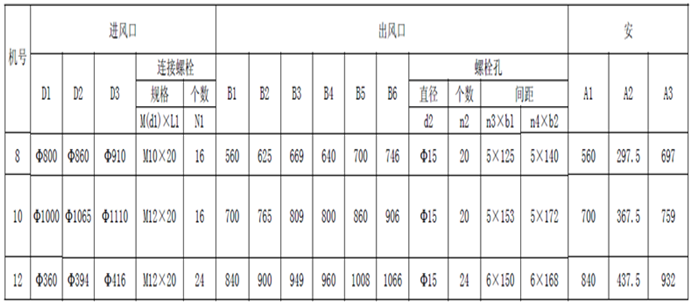 机号 进风口 出风口 安
D1 D2 D3 连接螺栓 B1 B2 B3 B4 B5 B6 螺栓孔 A1 A2 A3
规格 个数 直径 个数 间距
M(d1)×L1 N1 d2 n2 n3×b1 n4×b2
8 Φ800 Φ860 Φ910 M10×20 16 560 625 669 640 700 746 Φ15 20 5×125 5×140 560 297.5 697
10 Φ1000 Φ1065 Φ1110 M12×20 16 700 765 809 800 860 906 Φ15 20 5×153 5×172 700 367.5 759
12 Φ360 Φ394 Φ416 M12×20 24 840 900 949 960 1008 1066 Φ15 24 6×150 6×168 840 437.5 932